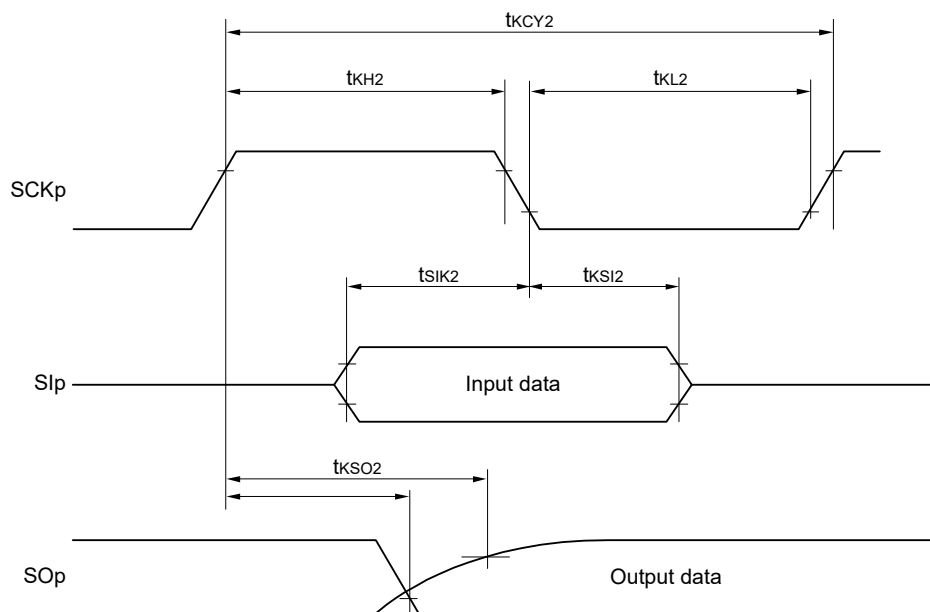 tKCY2
tKH2
tKL2
SCKp
tSIK2
tKSI2
SIp
Input data
tKSO2
SOp
Output data